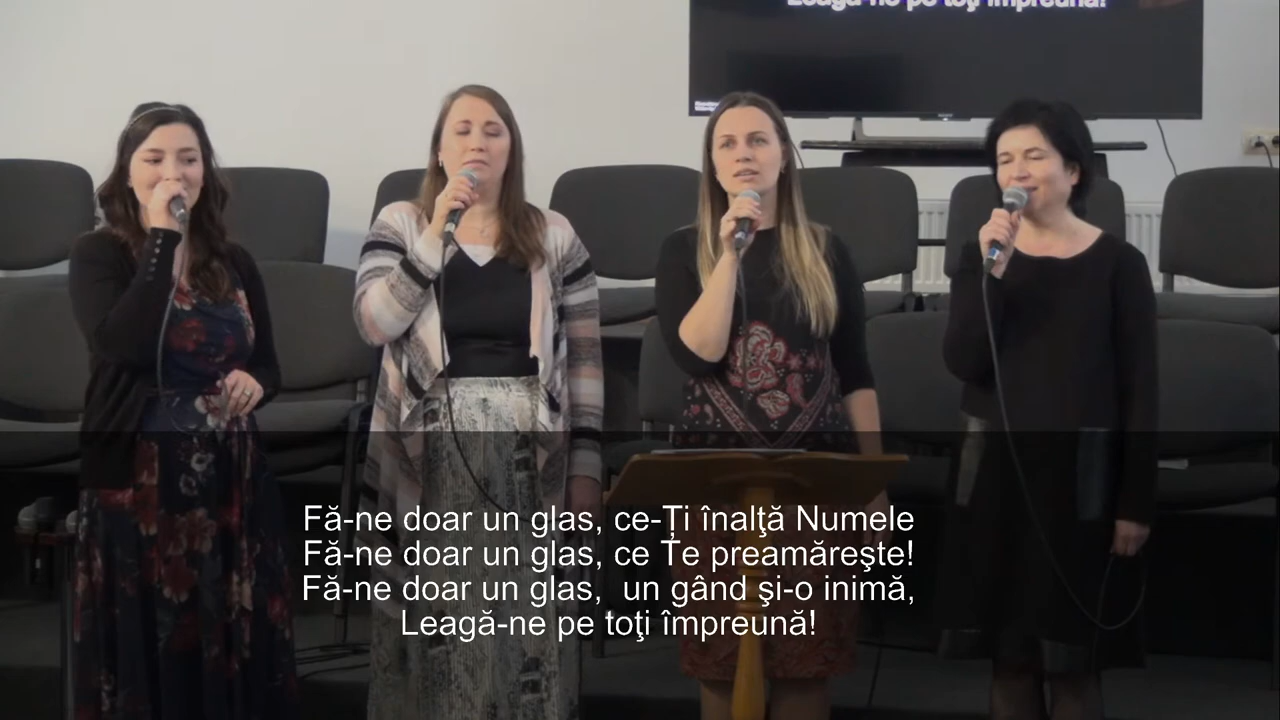 Leagă-ne pe toţi împreună!
Fă-ne doar un glas, ce-Ți înalţă Numele
Fă-ne doar un glas, ce Te preamăreşte!
Fă-ne doar un glas,  un gând şi-o inimă,
Leagă-ne pe toţi împreună!